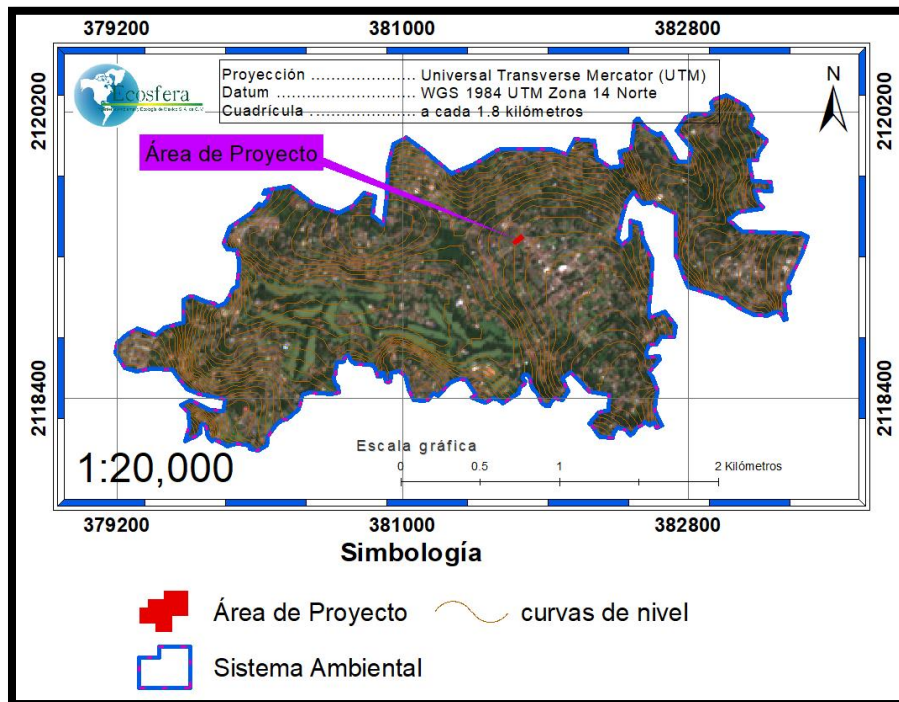 379200 381000 382800
2120200 2120200
Ecosfera
Proyección ........................ Universal Transverse Mercator (UTM)
Datum ........................ WGS 1984 UTM Zona 14 Norte
Cuadrícula ........................ a cada 1.8 kilómetros
N
Área de Proyecto
2118400 2118400
Escala gráfica
1:20,000
0 0.5 1 2 Kilómetros
379200 381000 382800
Simbología
Área de Proyecto curvas de nivel
Sistema Ambiental